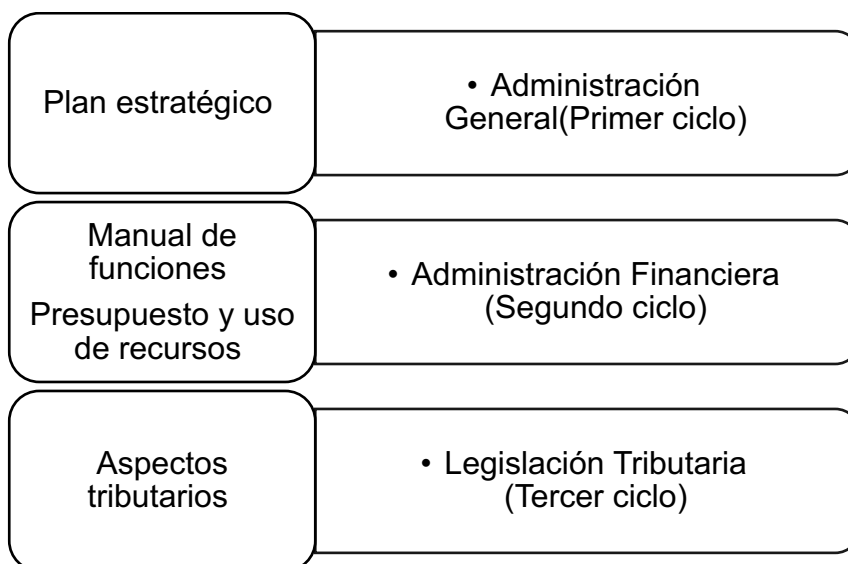 Plan estratégico
• Administración
General(Primer ciclo)
Manual de
funciones
Presupuesto y uso
de recursos
• Administración Financiera
(Segundo ciclo)
Aspectos
tributarios
• Legislación Tributaria
(Tercer ciclo)